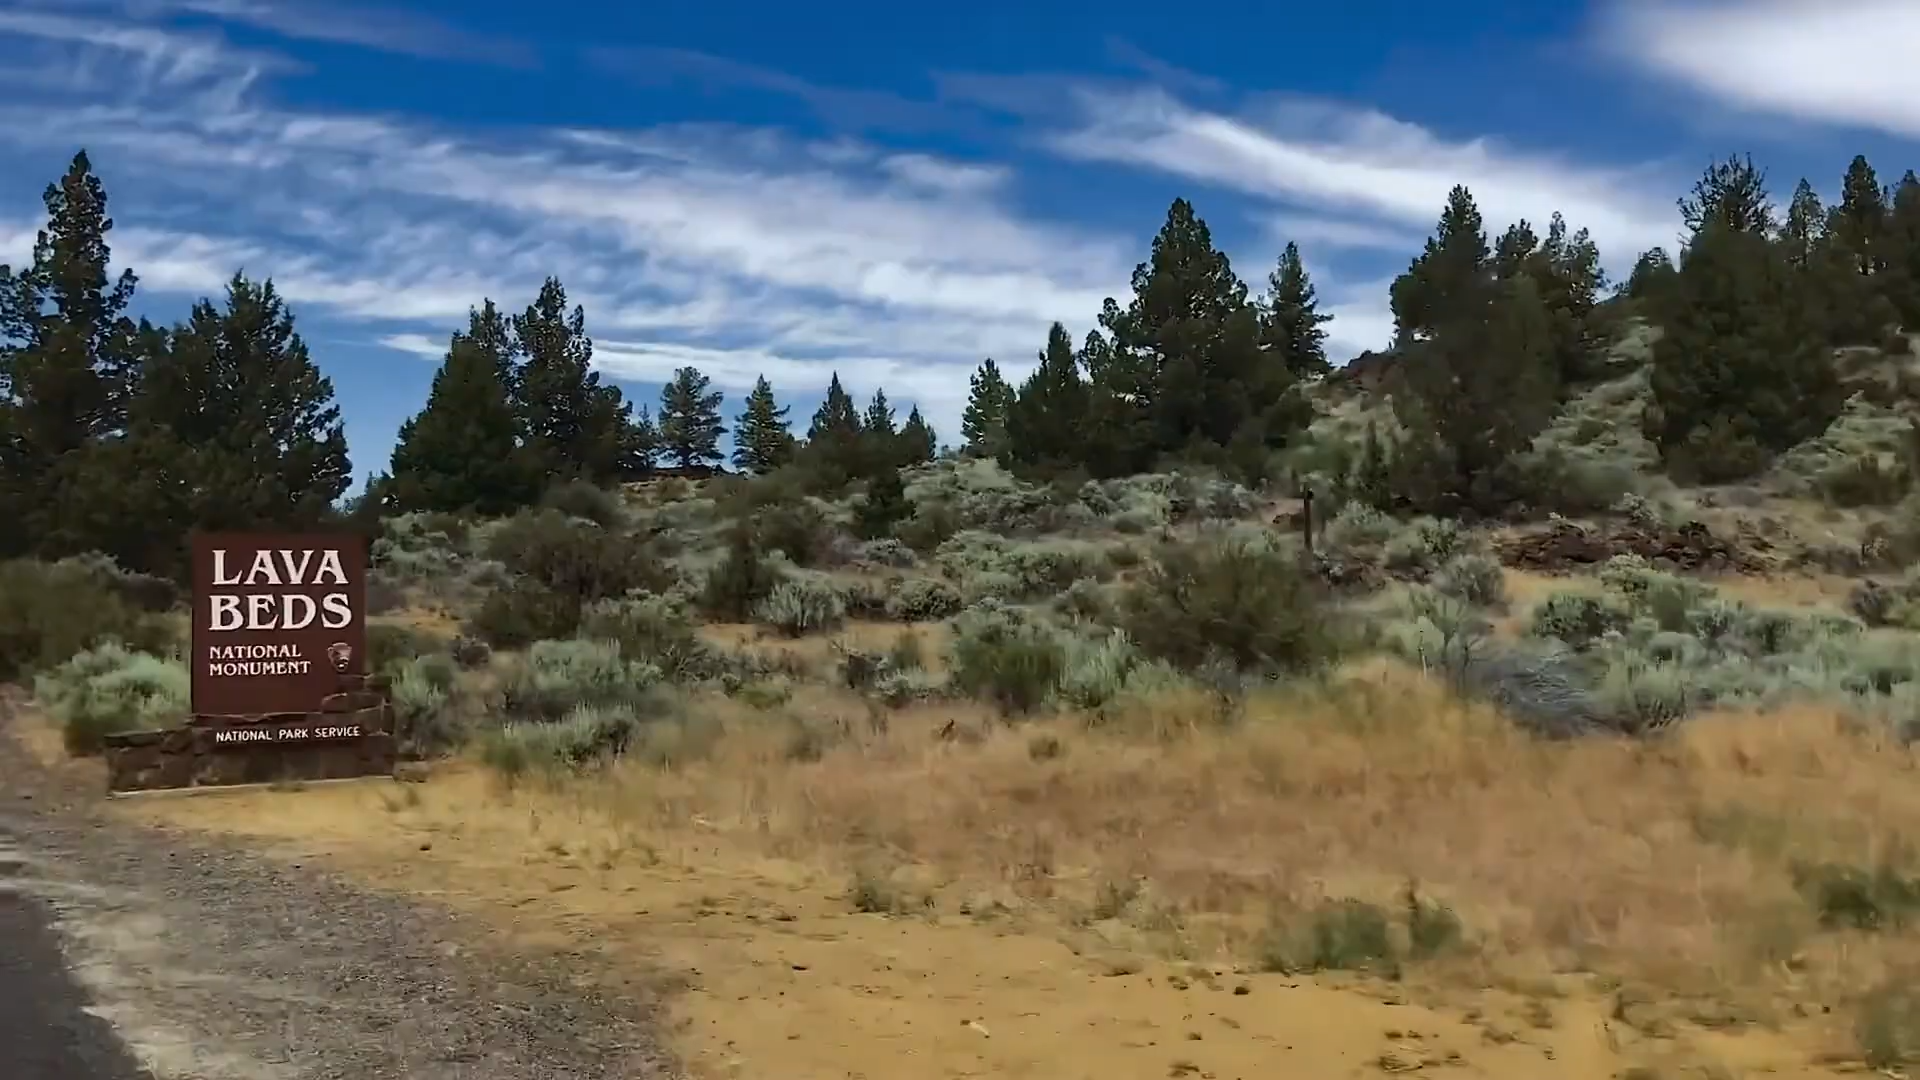 LAVA
BEDS
NATIONAL
MONUMENT
NATIONAL PARK SERVICE